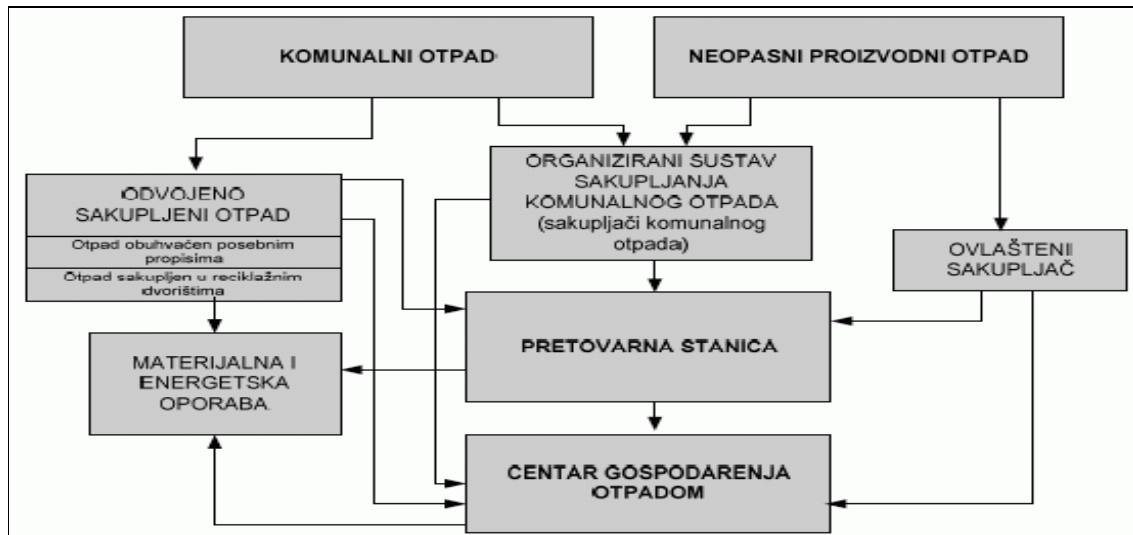 KOMUNALNI OTPAD
NEOPASNI PROIZVODNI OTPAD
ODVOJENO
SAKUPLJENI OTPAD
Otpad obuhvaćen posebnim
propisima
Otpad sakupljen u reciklažnim
dvorištima
ORGANIZIRANI SUSTAV
SAKUPLJANJA
KOMUNALNOG OTPADA
(sakupljači komunalnog
otpada)
OVLAŠTENI
SAKUPLJAČ
PRETOVARNA STANICA
MATERIJALNA I
ENERGETSKA
OPORABA
CENTAR GOSPODARENJA
OTPADOM